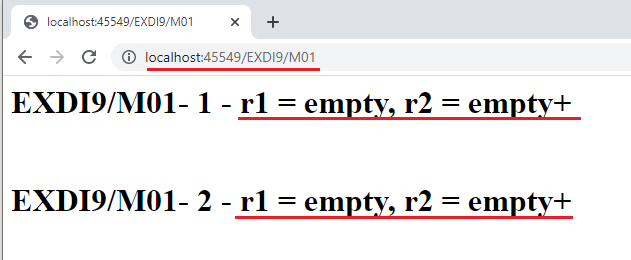 localhost:45549/EXDI9/M01
localhost:45549/EXDI9/M01
EXDI9/M01- 1 - r1 = empty, r2 = empty+
EXDI9/M01- 2 - r1 = empty, r2 = empty+